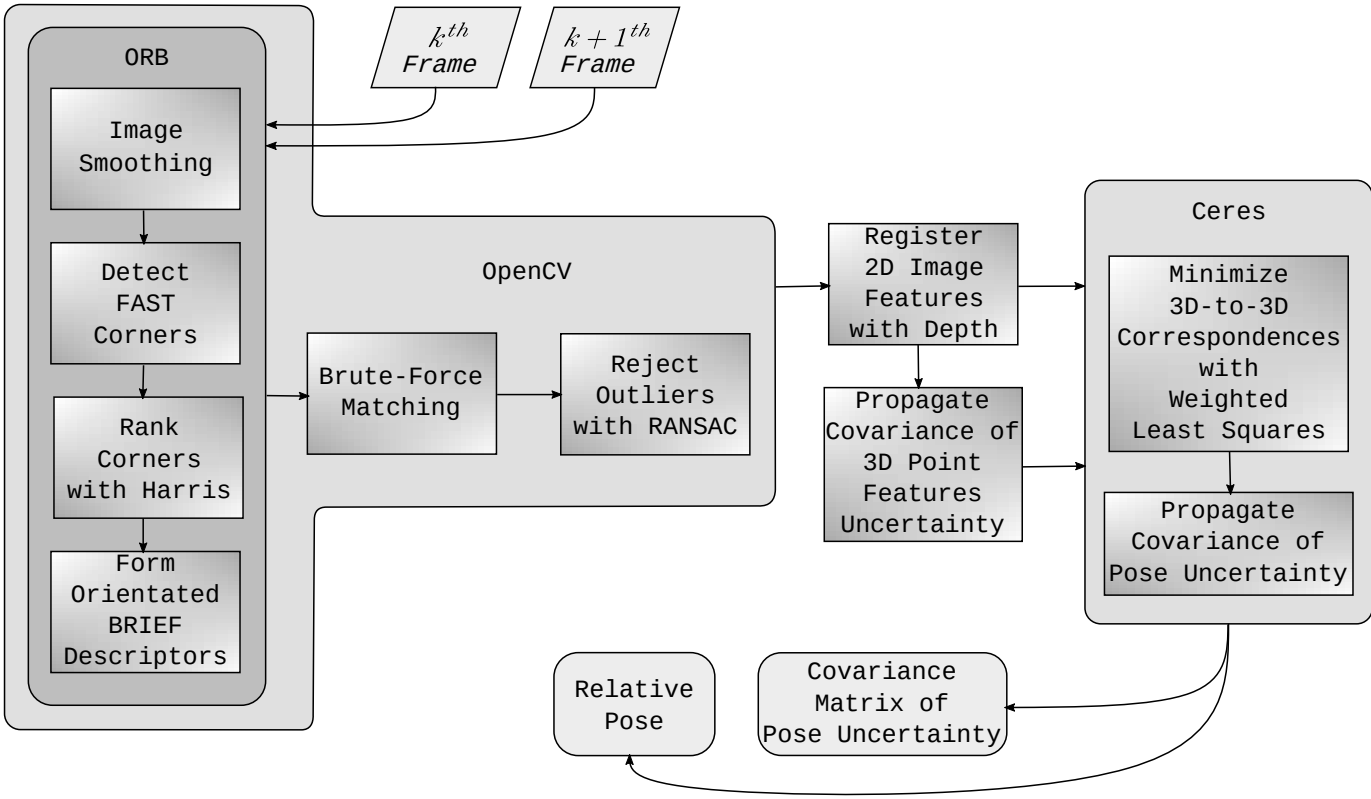 ORB
Image
Smoothing
Detect
FAST
Corners
Rank
Corners
with Harris
Form
Orientated
BRIEF
Descriptors
k^{th}
Frame
k + 1^{th}
Frame
OpenCV
Brute-Force
Matching
Reject
Outliers
with RANSAC
Register
2D Image
Features
with Depth
Propagate
Covariance of
3D Point
Features
Uncertainty
Ceres
Minimize
3D-to-3D
Correspondences
with
Weighted
Least Squares
Propagate
Covariance of
Pose Uncertainty
Relative
Pose
Covariance
Matrix of
Pose Uncertainty